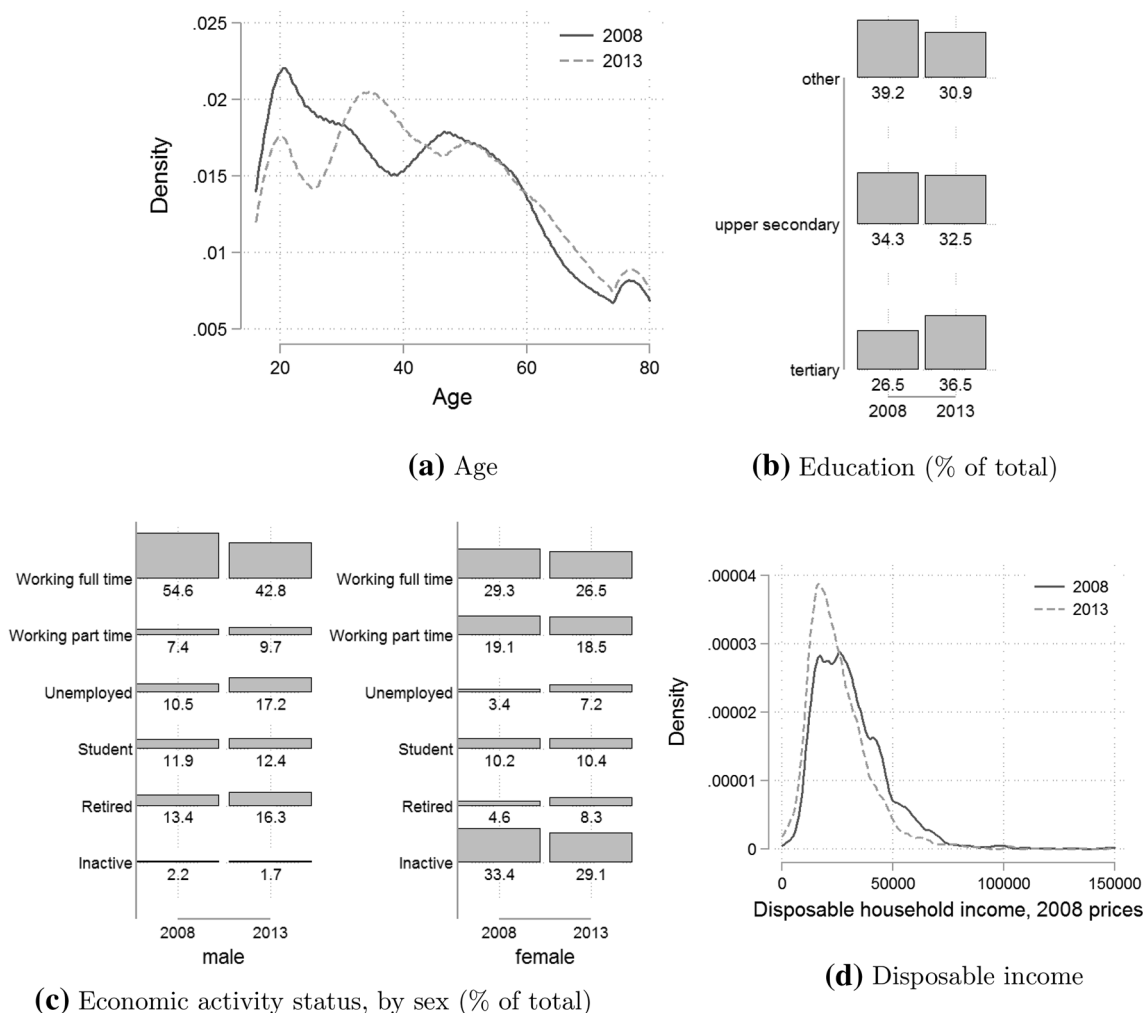 .025
.02
.015
.01
.005
Density
20 40 60 80
Age
2008
2013
(a) Age
other
39.2 30.9
upper secondary
34.3 32.5
tertiary
26.5 36.5
2008 2013
(b) Education (% of total)
Working full time
54.6 42.8
Working part time
7.4 9.7
Unemployed
10.5 17.2
Student
11.9 12.4
Retired
13.4 16.3
Inactive
2.2 1.7
2008 2013
male
Working full time
29.3 26.5
Working part time
19.1 18.5
Unemployed
3.4 7.2
Student
10.2 10.4
Retired
4.6 8.3
Inactive
33.4 29.1
2008 2013
female
(c) Economic activity status, by sex (% of total)
.00004
.00003
.00002
.00001
0
Density
2008
2013
0 50000 100000 150000
Disposable household income, 2008 prices
(d) Disposable income